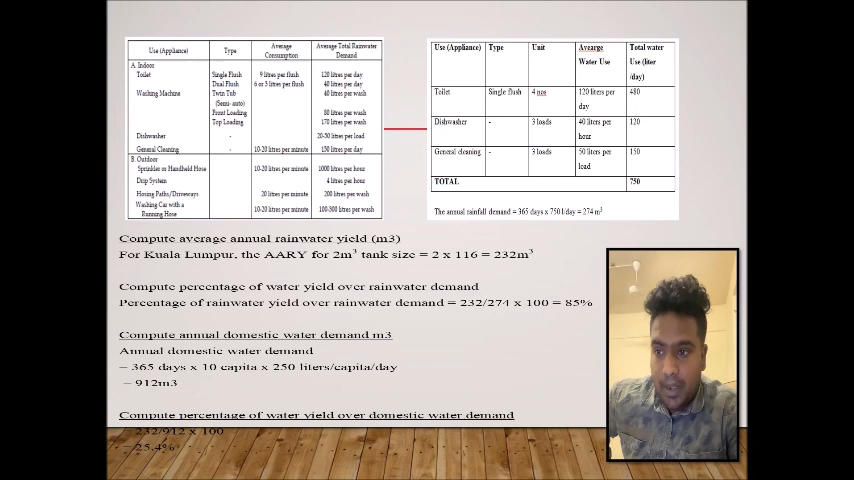 Use (Appliance) Type Average Consumption Average Total Rainwater Demand
A. Indoor
Toilet Single Flush 9 litres per flush 120 litres per day
Dual Flush 6 or 3 litres per flush 40 litres per day
Washing Machine Twin Tub (Semi- auto) 40 litres per wash
Front Loading 80 litres per wash
Top Loading 170 litres per wash
Dishwasher - 20-50 litres per load
General Cleaning - 10-20 litres per minute 150 litres per day
B. Outdoor
Sprinkler or Handheld Hose 10-20 litres per minute 1000 litres per hour
Drip System 4 litres per hour
Hosing Paths/Driveways 20 litres per minute 200 litres per wash
Washing Car with a Running Hose 10-20 litres per minute 100-300 litres per wash
Use (Appliance) Type Unit Avearge Water Use Total water Use (liter /day)
Toilet Single flush 4 nos 120 liters per day 480
Dishwasher - 3 loads 40 liters per hour 120
General cleaning - 3 loads 50 liters per load 150
TOTAL 750
The annual rainfall demand = 365 days x 750 l/day = 274 m³
Compute average annual rainwater yield (m3)
For Kuala Lumpur, the AARY for 2m³ tank size = 2 x 116 = 232m³
Compute percentage of water yield over rainwater demand
Percentage of rainwater yield over rainwater demand = 232/274 x 100 = 85%
Compute annual domestic water demand m3
Annual domestic water demand
= 365 days x 10 capita x 250 liters/capita/day
= 912m3
Compute percentage of water yield over domestic water demand
= 232/912 x 100
= 25.4%